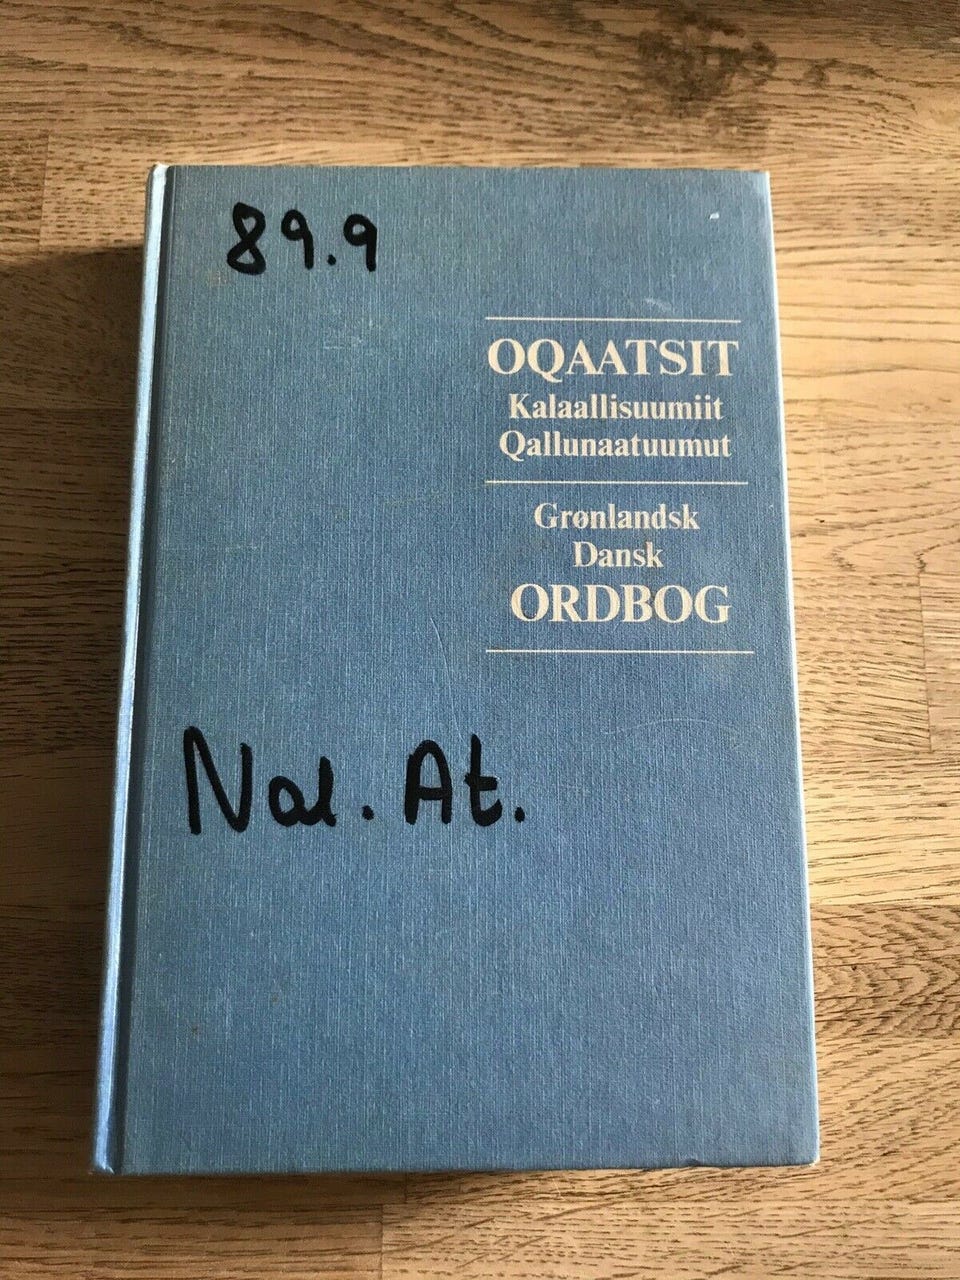 89.9
OQAATSIT
Kalaallisuumiit
Qallunaatuumut
Grønlandsk
Dansk
ORDBOG
Nal. At.